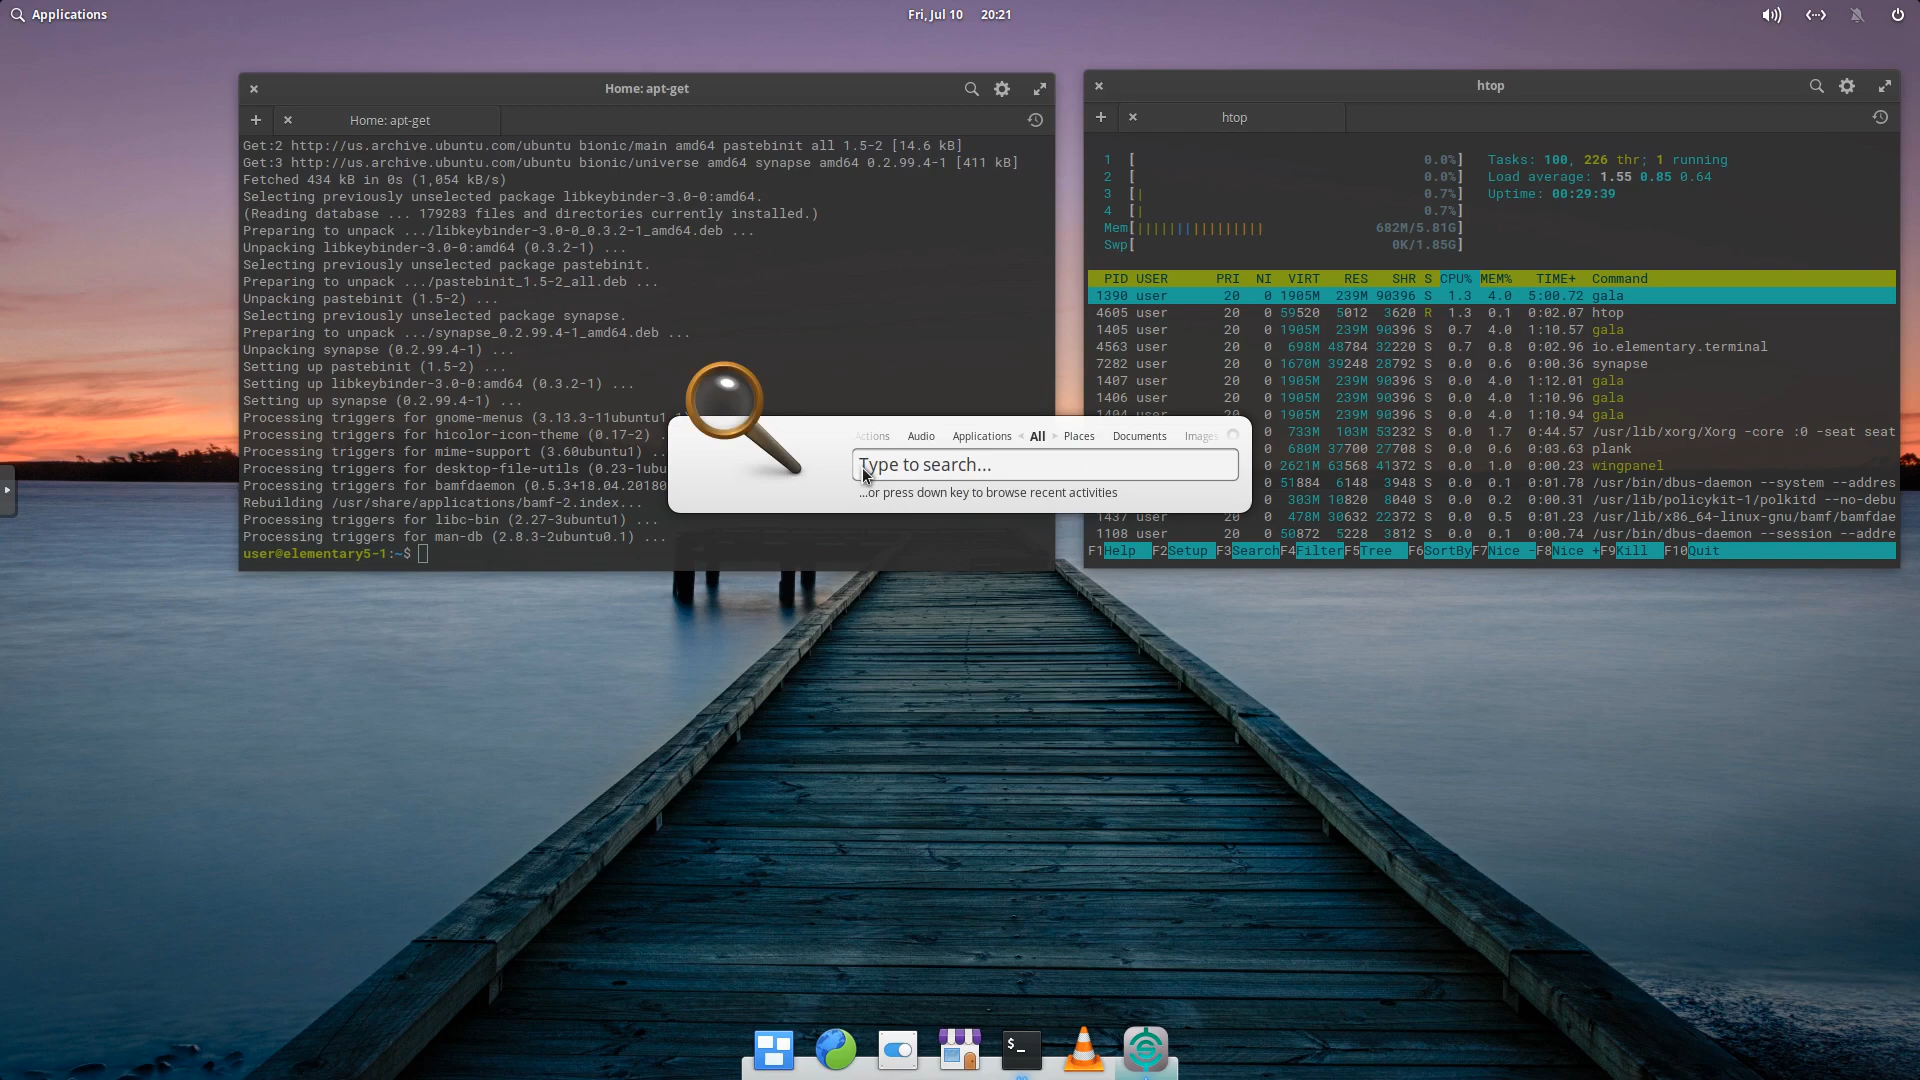 Applications
Fri, Jul 10 20:21
Home: apt-get
Home: apt-get
Get:2 http://us.archive.ubuntu.com/ubuntu bionic/main amd64 pastebinit all 1.5-2 [14.6 kB]
Get:3 http://us.archive.ubuntu.com/ubuntu bionic/universe amd64 synapse amd64 0.2.99.4-1 [411 kB]
Fetched 434 kB in 0s (1,054 kB/s)
Selecting previously unselected package libkeybinder-3.0-0:amd64.
(Reading database ... 179283 files and directories currently installed.)
Preparing to unpack .../libkeybinder-3.0-0_0.3.2-1_amd64.deb ...
Unpacking libkeybinder-3.0-0:amd64 (0.3.2-1) ...
Selecting previously unselected package pastebinit.
Preparing to unpack .../pastebinit_1.5-2_all.deb ...
Unpacking pastebinit (1.5-2) ...
Selecting previously unselected package synapse.
Preparing to unpack .../synapse_0.2.99.4-1_amd64.deb ...
Unpacking synapse (0.2.99.4-1) ...
Setting up pastebinit (1.5-2) ...
Setting up libkeybinder-3.0-0:amd64 (0.3.2-1) ...
Setting up synapse (0.2.99.4-1) ...
Processing triggers for gnome-menus (3.13.3-11ubuntu1
Processing triggers for hicolor-icon-theme (0.17-2) .
Processing triggers for mime-support (3.60ubuntu1) .
Processing triggers for desktop-file-utils (0.23-1ubu
Processing triggers for bamfdaemon (0.5.3+18.04.20180
Rebuilding /usr/share/applications/bamf-2.index...
Processing triggers for libc-bin (2.27-3ubuntu1) ...
Processing triggers for man-db (2.8.3-2ubuntu0.1) ...
user@elementary5-1:~$
Actions Audio Applications All Places Documents Images
Type to search...
...or press down key to browse recent activities
htop
htop
1 [ 0.0%] Tasks: 100, 226 thr; 1 running
2 [ 0.0%] Load average: 1.55 0.85 0.64
3 [| 0.7%] Uptime: 00:29:39
4 [| 0.7%]
Mem[|||||||||||||||| 682M/5.81G]
Swp[ 0K/1.85G]
PID USER PRI NI VIRT RES SHR S CPU% MEM% TIME+ Command
1390 user 20 0 1905M 239M 90396 S 1.3 4.0 5:00.72 gala
4605 user 20 0 59520 5012 3620 R 1.3 0.1 0:02.07 htop
1405 user 20 0 1905M 239M 90396 S 0.7 4.0 1:10.57 gala
4563 user 20 0 698M 48784 32220 S 0.7 0.8 0:02.96 io.elementary.terminal
7282 user 20 0 1670M 39248 28792 S 0.0 0.6 0:00.36 synapse
1407 user 20 0 1905M 239M 90396 S 0.0 4.0 1:12.01 gala
1406 user 20 0 1905M 239M 90396 S 0.0 4.0 1:10.96 gala
1404 user 20 0 1905M 239M 90396 S 0.0 4.0 1:10.94 gala
0 733M 103M 53232 S 0.0 1.7 0:44.57 /usr/lib/xorg/Xorg -core :0 -seat seat
0 680M 37700 27708 S 0.0 0.6 0:03.63 plank
0 2621M 63568 41372 S 0.0 1.0 0:00.23 wingpanel
0 51884 6148 3948 S 0.0 0.1 0:01.78 /usr/bin/dbus-daemon --system --addres
0 303M 10820 8040 S 0.0 0.2 0:00.31 /usr/lib/policykit-1/polkitd --no-debu
1437 user 20 0 478M 30632 22372 S 0.0 0.5 0:01.23 /usr/lib/x86_64-linux-gnu/bamf/bamfdae
1108 user 20 0 50872 5228 3812 S 0.0 0.1 0:00.74 /usr/bin/dbus-daemon --session --addre
F1Help F2Setup F3SearchF4FilterF5Tree F6SortByF7Nice -F8Nice +F9Kill F10Quit
$ _